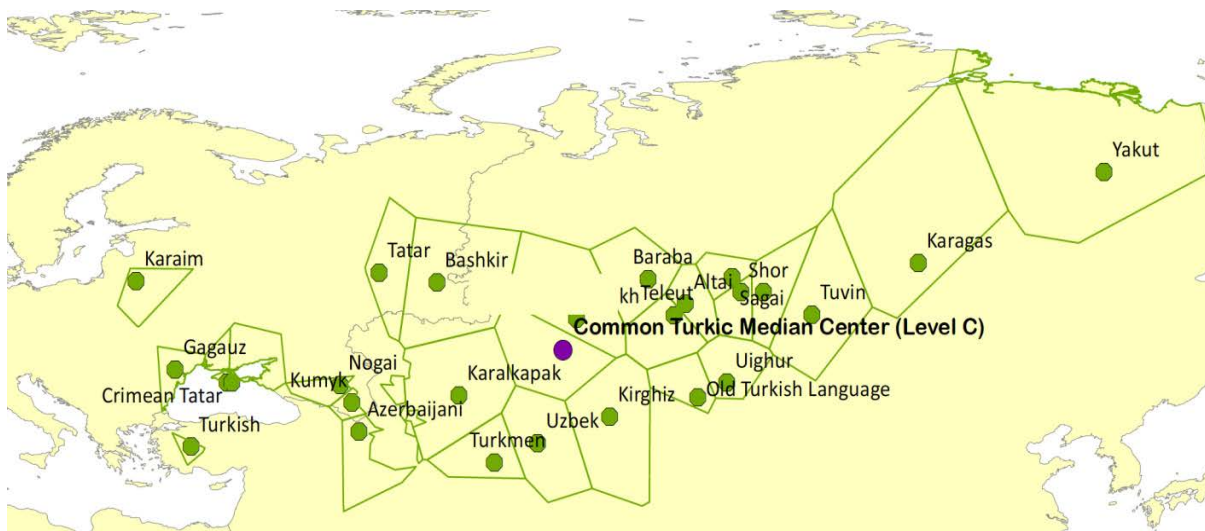 Yakut
Karagas
Karaim
Tatar
Bashkir
Baraba
Altai
Shor
kh
Teleut
Sagai
Tuvin
Common Turkic Median Center (Level C)
Gagauz
Nogai
Uighur
Crimean Tatar
Kumyk
Karalkapak
Kirghiz
Old Turkish Language
Azerbaijani
Turkish
Turkmen
Uzbek